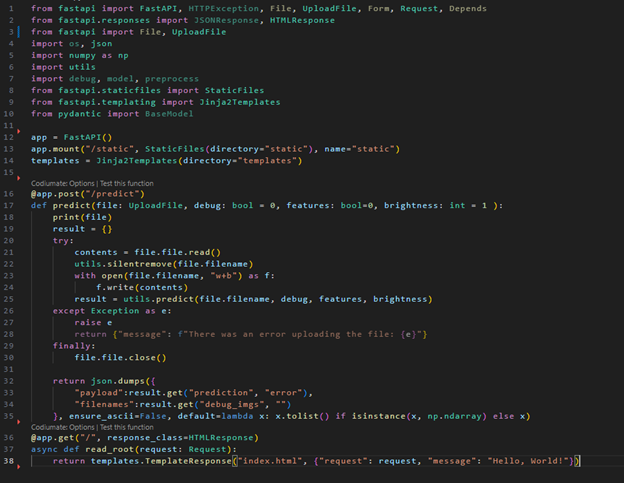 1 from fastapi import FastAPI, HTTPException, File, UploadFile, Form, Request, Depends
2 from fastapi.responses import JSONResponse, HTMLResponse
3 from fastapi import File, UploadFile
4 import os, json
5 import numpy as np
6 import utils
7 import debug, model, preprocess
8 from fastapi.staticfiles import StaticFiles
9 from fastapi.templating import Jinja2Templates
10 from pydantic import BaseModel
11
12 app = FastAPI()
13 app.mount("/static", StaticFiles(directory="static"), name="static")
14 templates = Jinja2Templates(directory="templates")
15
Codiumate: Options | Test this function
16 @app.post("/predict")
17 def predict(file: UploadFile, debug: bool = 0, features: bool=0, brightness: int = 1 ):
18     print(file)
19     result = {}
20     try:
21         contents = file.file.read()
22         utils.silentremove(file.filename)
23         with open(file.filename, "w+b") as f:
24             f.write(contents)
25         result = utils.predict(file.filename, debug, features, brightness)
26     except Exception as e:
27         raise e
28         return {"message": f"There was an error uploading the file: {e}"}
29     finally:
30         file.file.close()
31
32     return json.dumps({
33         "payload":result.get("prediction", "error"),
34         "filenames":result.get("debug_imgs", "")
35     }, ensure_ascii=False, default=lambda x: x.tolist() if isinstance(x, np.ndarray) else x)
Codiumate: Options | Test this function
36 @app.get("/", response_class=HTMLResponse)
37 async def read_root(request: Request):
38     return templates.TemplateResponse("index.html", {"request": request, "message": "Hello, World!"})